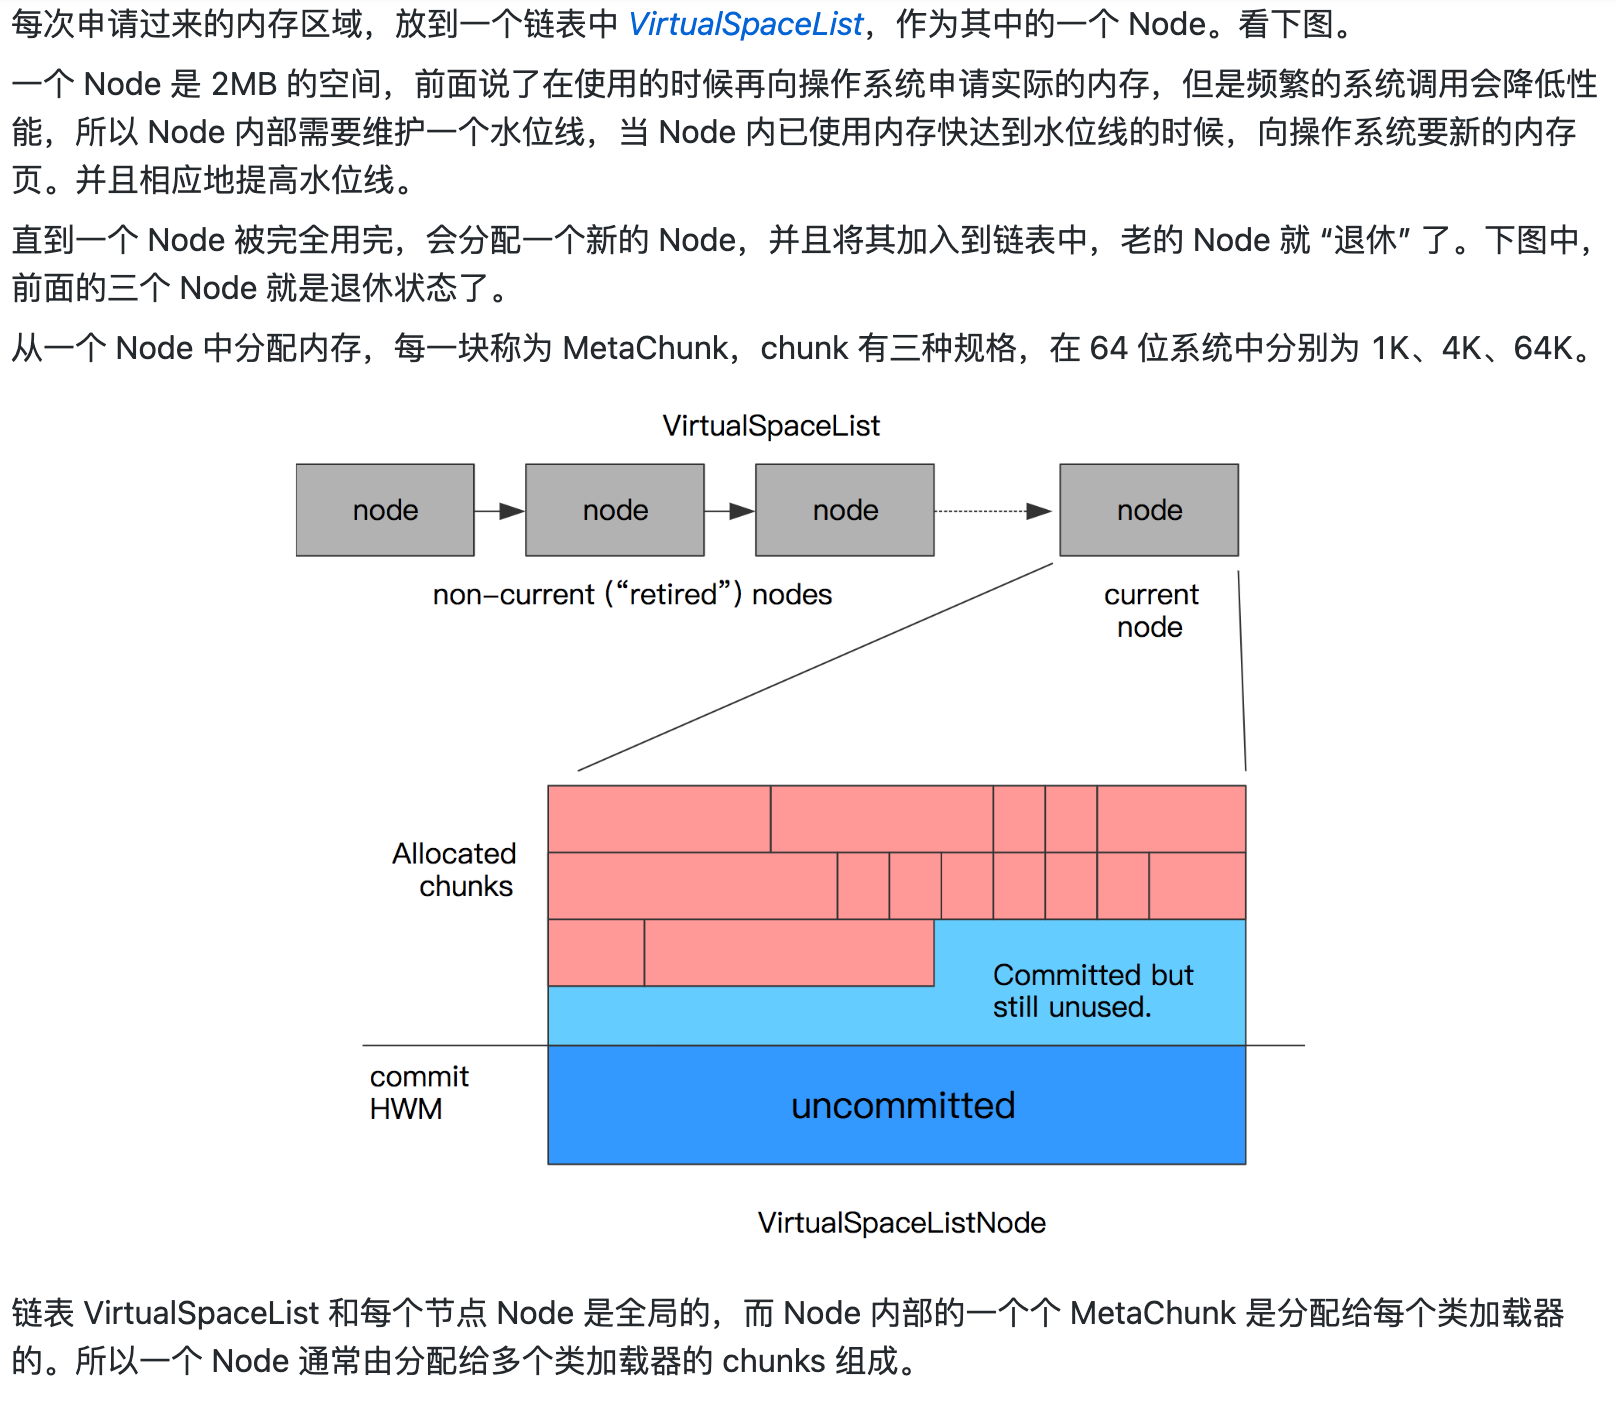 每次申请过来的内存区域，放到一个链表中 VirtualSpaceList，作为其中的一个 Node。看下图。
一个 Node 是 2MB 的空间，前面说了在使用的时候再向操作系统申请实际的内存，但是频繁的系统调用会降低性
能，所以 Node 内部需要维护一个水位线，当 Node 内已使用内存快达到水位线的时候，向操作系统要新的内存
页。并且相应地提高水位线。
直到一个 Node 被完全用完，会分配一个新的 Node，并且将其加入到链表中，老的 Node 就 “退休” 了。下图中，
前面的三个 Node 就是退休状态了。
从一个 Node 中分配内存，每一块称为 MetaChunk，chunk 有三种规格，在 64 位系统中分别为 1K、4K、64K。
VirtualSpaceList
node
node
node
node
non-current (“retired”) nodes
current
node
Allocated
chunks
Committed but
still unused.
commit
HWM
uncommitted
VirtualSpaceListNode
链表 VirtualSpaceList 和每个节点 Node 是全局的，而 Node 内部的一个个 MetaChunk 是分配给每个类加载器
的。所以一个 Node 通常由分配给多个类加载器的 chunks 组成。